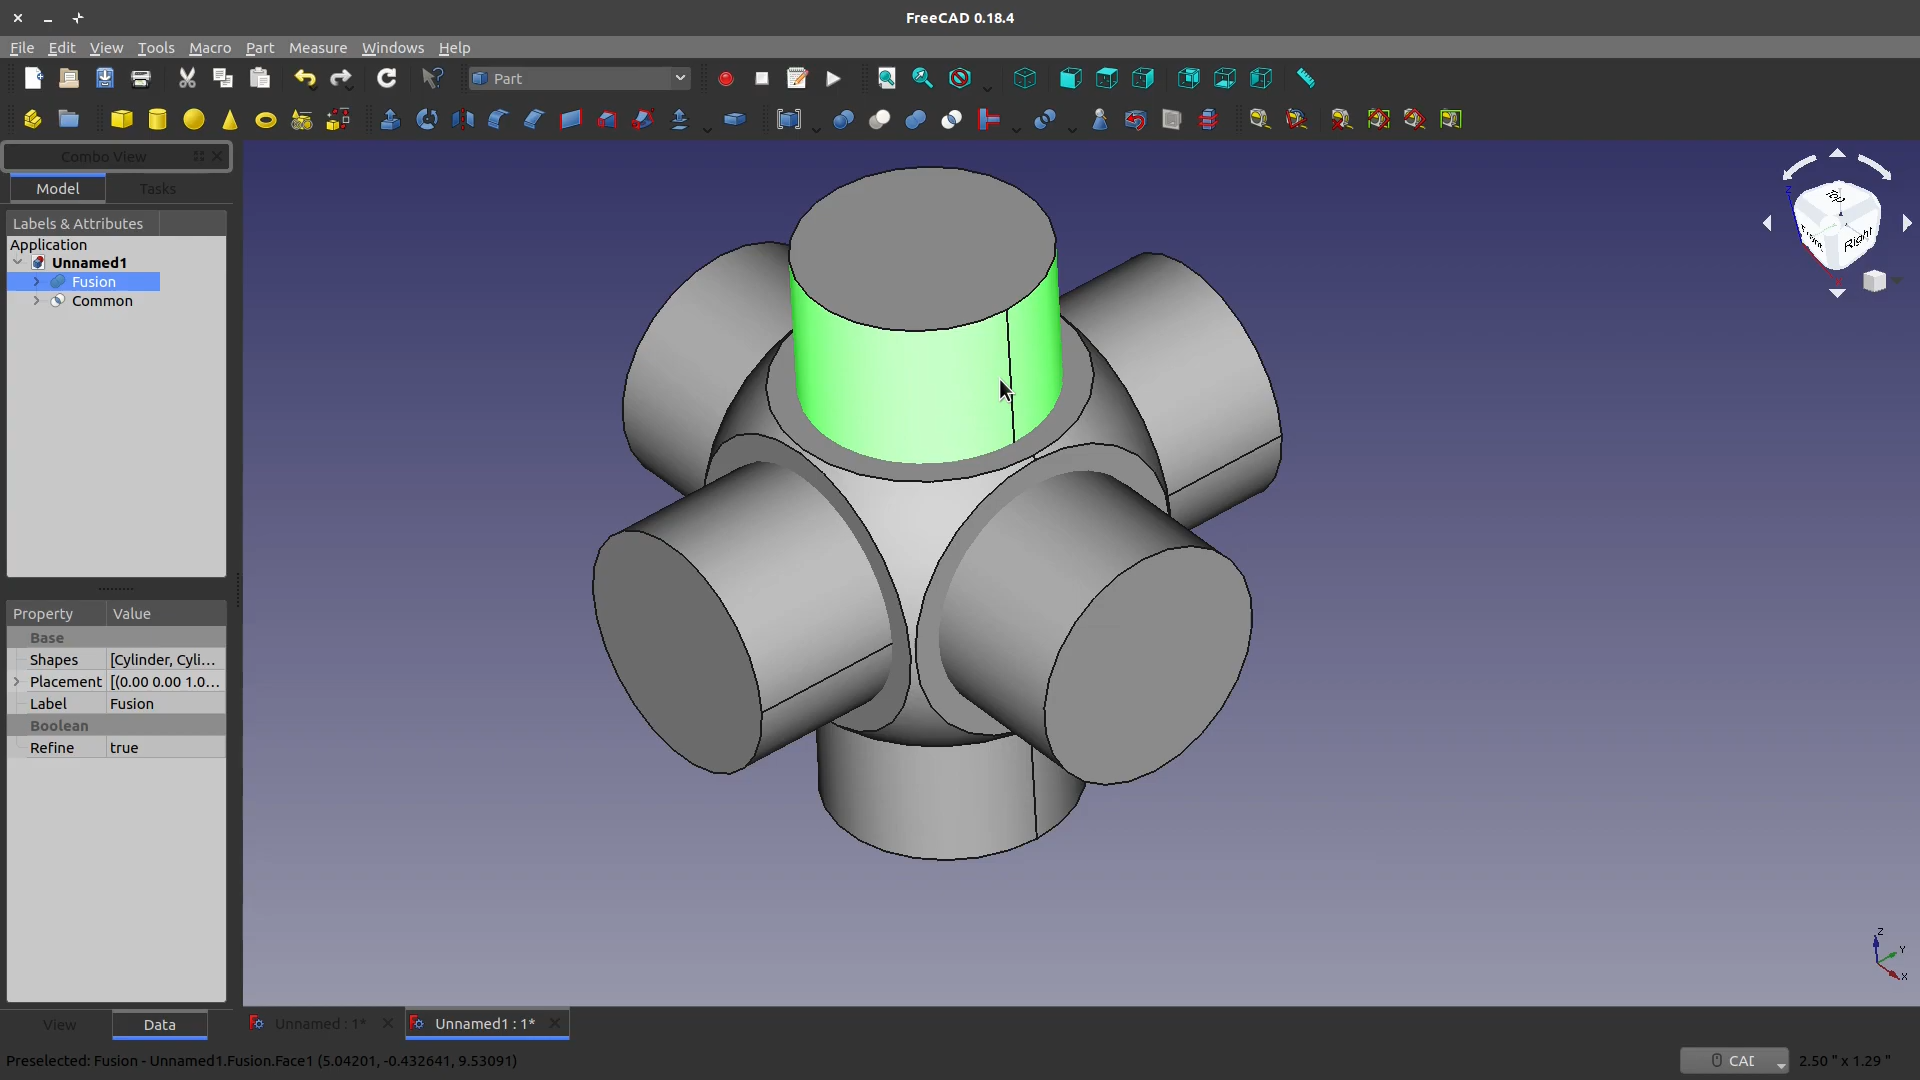 FreeCAD 0.18.4
File Edit View Tools Macro Part Measure Windows Help
Part
Combo View
Model Tasks
Labels & Attributes
Application
Unnamed1
Fusion
Common
Property Value
Base
Shapes [Cylinder, Cyli...
Placement [(0.00 0.00 1.0...
Label Fusion
Boolean
Refine true
View Data
Unnamed : 1*
Unnamed1 : 1*
Preselected: Fusion - Unnamed1.Fusion.Face1 (5.04201, -0.432641, 9.53091)
CAD
2.50 " x 1.29 "
Top
Front
Right
Z
X
Z
Y
X